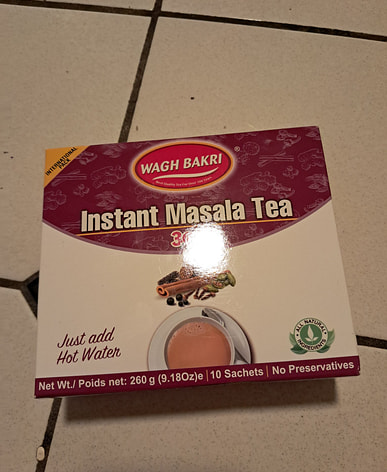 INTERNATIONAL
PACK
WAGH BAKRI®
Instant Masala Tea
Just add
Hot Water
ALL NATURAL
INGREDIENTS
Net Wt./ Poids net: 260 g (9.18Oz)e | 10 Sachets | No Preservatives